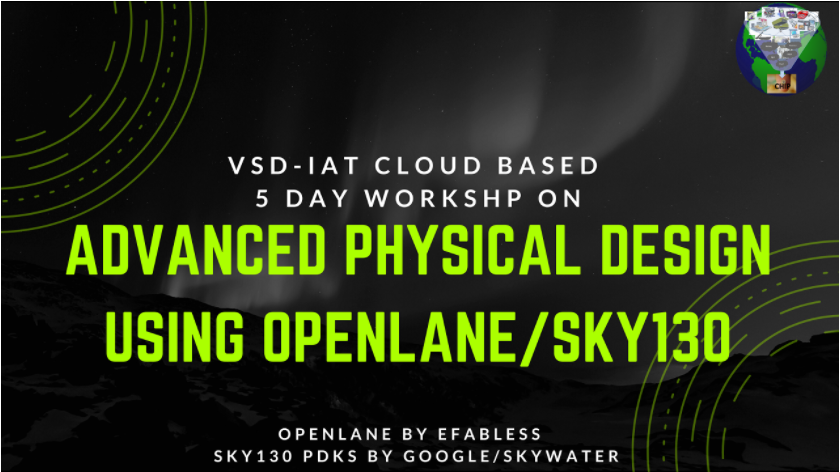 CHIP
VSD-IAT CLOUD BASED
5 DAY WORKSHP ON
ADVANCED PHYSICAL DESIGN
USING OPENLANE/SKY130
OPENLANE BY EFABLESS
SKY130 PDKS BY GOOGLE/SKYWATER